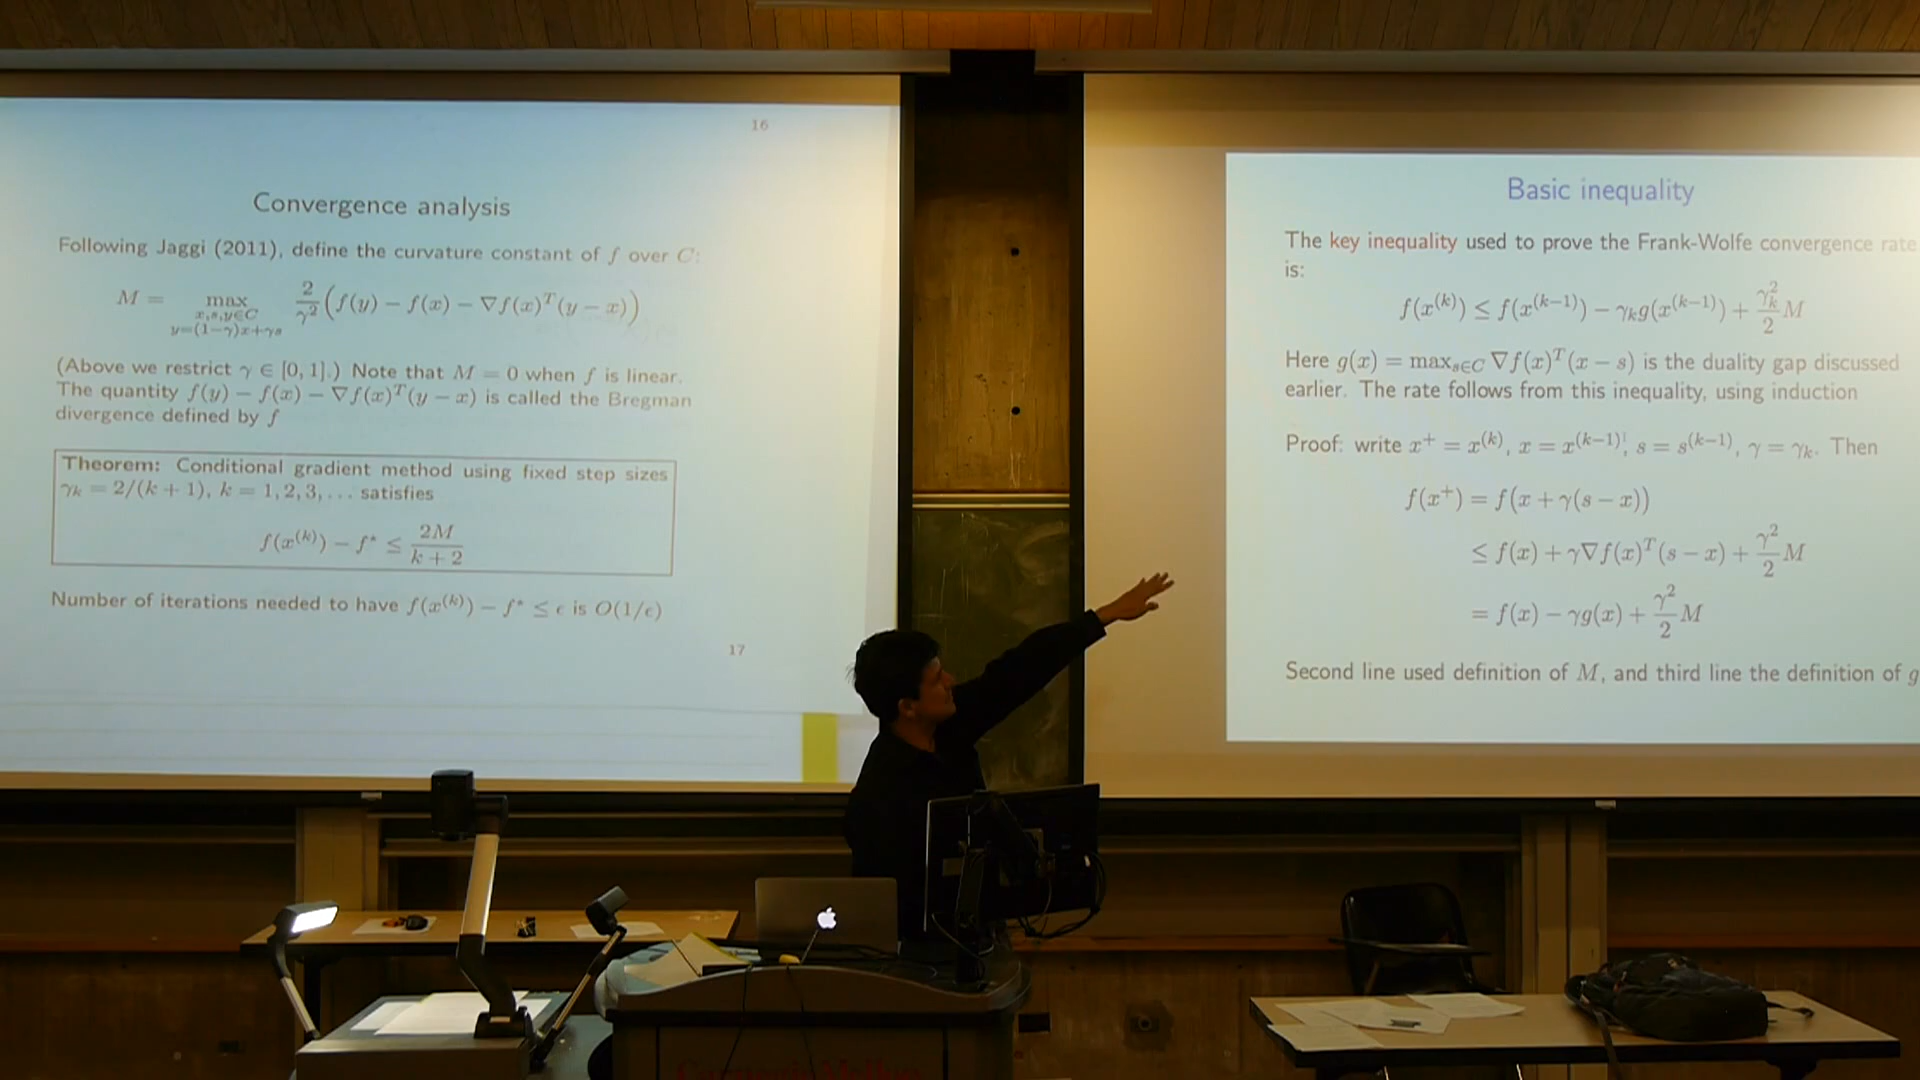 16
Convergence analysis
Following Jaggi (2011), define the curvature constant of f over C:
M = max_{x,s,y∈C, y=(1−γ)x+γs} 2/γ² (f(y) − f(x) − ∇f(x)^T(y − x))
(Above we restrict γ ∈ [0, 1].) Note that M = 0 when f is linear.
The quantity f(y) − f(x) − ∇f(x)^T(y − x) is called the Bregman
divergence defined by f
Theorem: Conditional gradient method using fixed step sizes
γ_k = 2/(k + 1), k = 1, 2, 3, . . . satisfies
f(x^{(k)}) − f* ≤ 2M/(k + 2)
Number of iterations needed to have f(x^{(k)}) − f* ≤ ϵ is O(1/ϵ)
17
Basic inequality
The key inequality used to prove the Frank-Wolfe convergence rate
is:
f(x^{(k)}) ≤ f(x^{(k−1)}) − γ_k g(x^{(k−1)}) + γ_k²/2 M
Here g(x) = max_{s∈C} ∇f(x)^T(x − s) is the duality gap discussed
earlier. The rate follows from this inequality, using induction
Proof: write x⁺ = x^{(k)}, x = x^{(k−1)}, s = s^{(k−1)}, γ = γ_k. Then
f(x⁺) = f(x + γ(s − x))
≤ f(x) + γ∇f(x)^T(s − x) + γ²/2 M
= f(x) − γg(x) + γ²/2 M
Second line used definition of M, and third line the definition of g
Carnegie Mellon